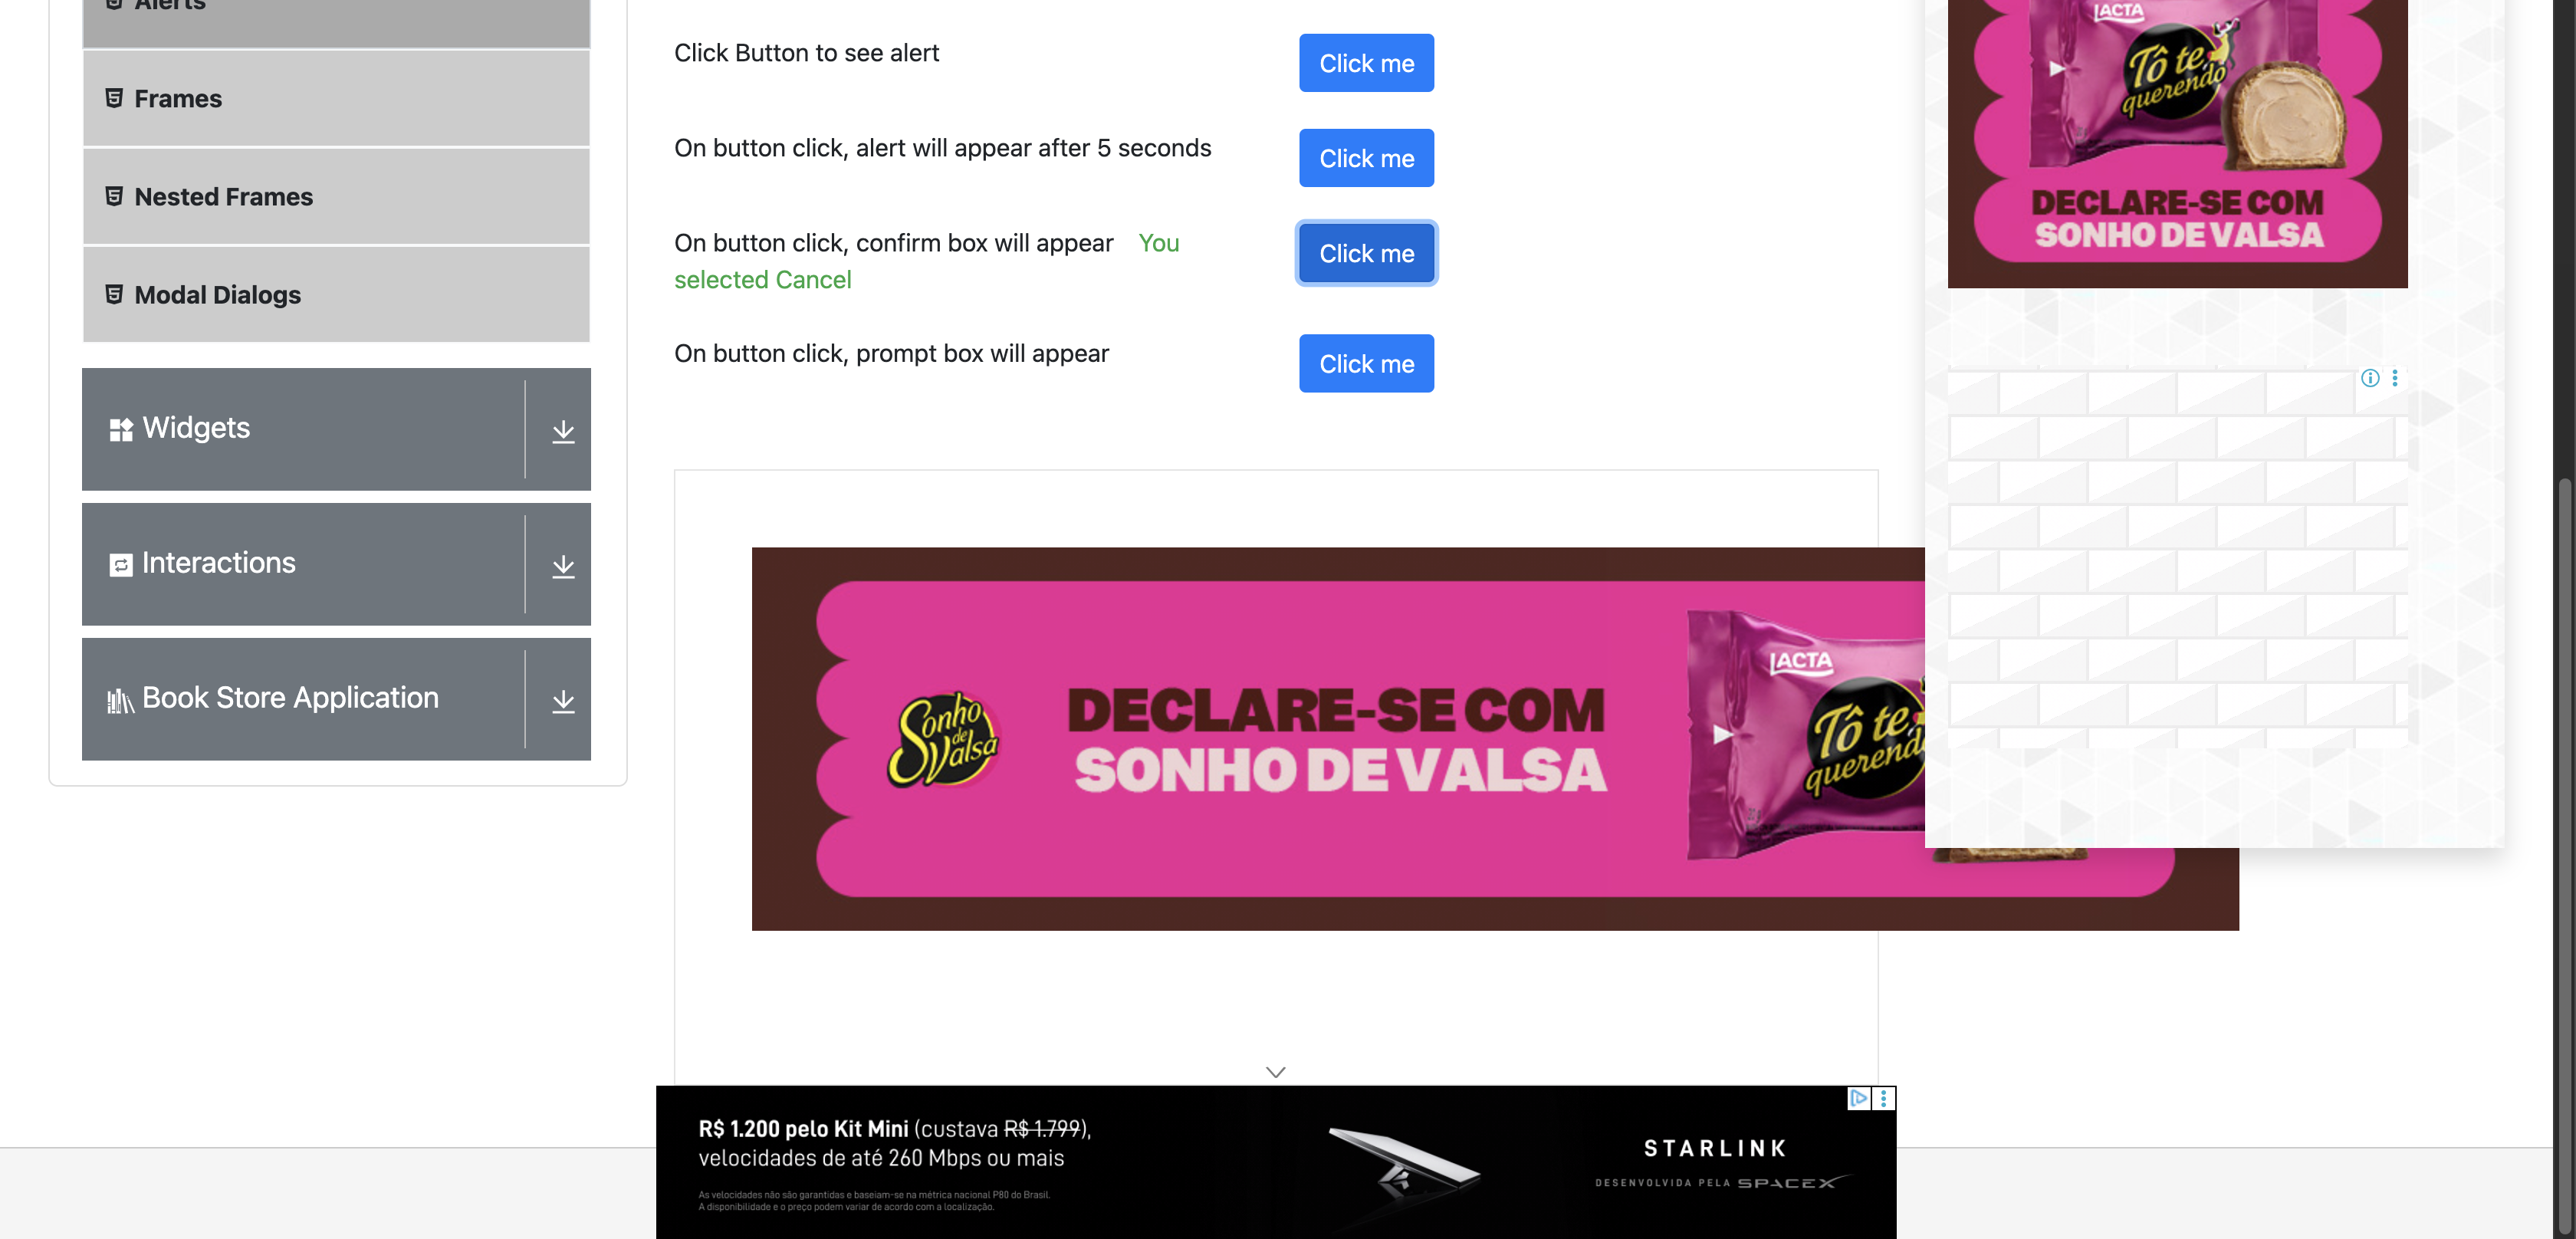 Alerts
Frames
Nested Frames
Modal Dialogs
Widgets
Interactions
Book Store Application
Click Button to see alert
Click me
On button click, alert will appear after 5 seconds
Click me
On button click, confirm box will appear You
selected Cancel
Click me
On button click, prompt box will appear
Click me
LACTA
Tô te
querendo
DECLARE-SE COM
SONHO DE VALSA
Sonho
de
Valsa
DECLARE-SE COM
SONHO DE VALSA
LACTA
Tô te
querendo
R$ 1.200 pelo Kit Mini (custava R$ 1.799),
velocidades de até 260 Mbps ou mais
As velocidades não são garantidas e baseiam-se na métrica nacional P80 do Brasil.
A disponibilidade e o preço podem variar de acordo com a localização.
STARLINK
DESENVOLVIDA PELA SPACEX